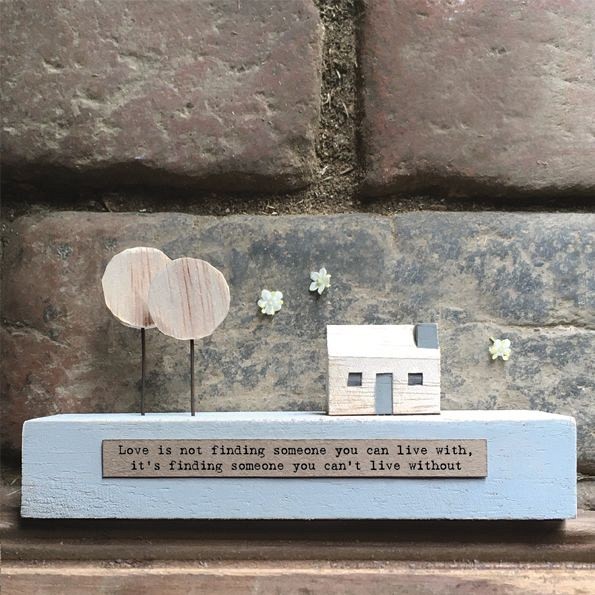 Love is not finding someone you can live with,
it's finding someone you can't live without